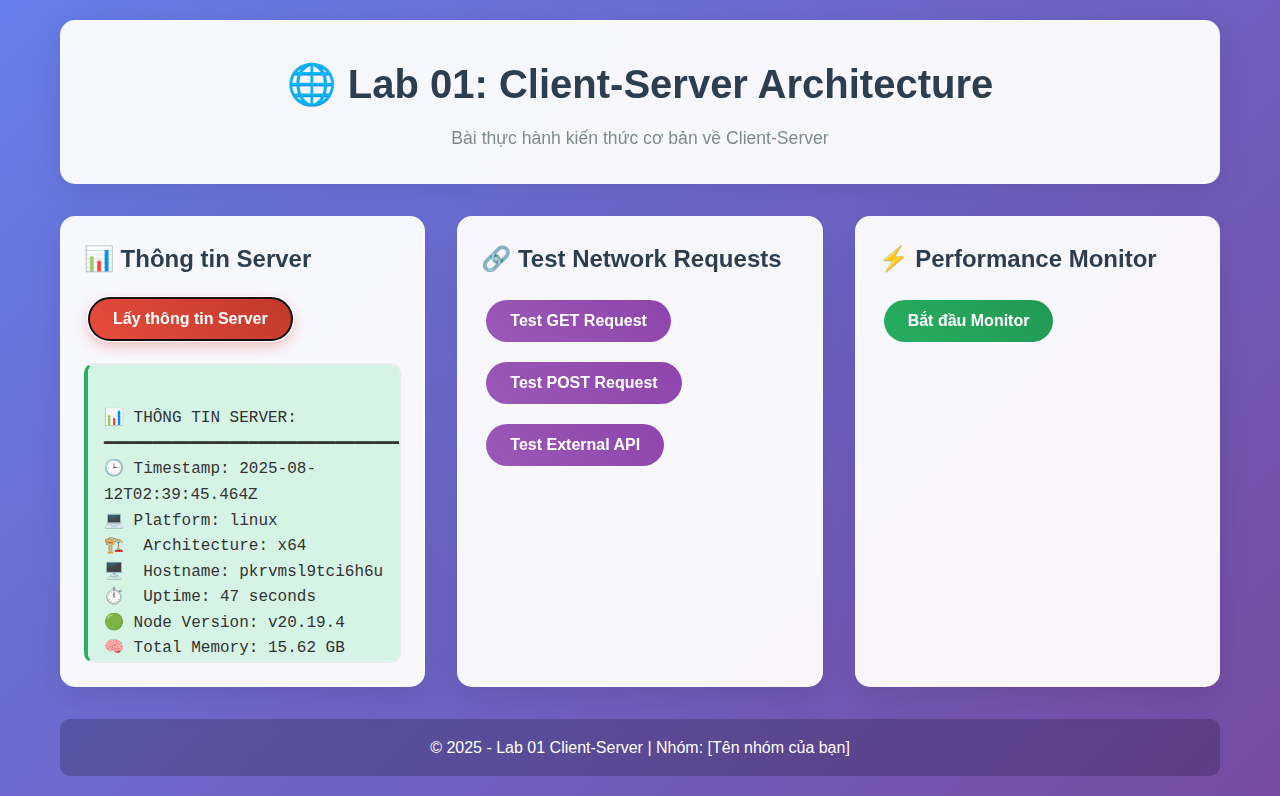 🌐 Lab 01: Client-Server Architecture
Bài thực hành kiến thức cơ bản về Client-Server
📊 Thông tin Server
Lấy thông tin Server
📊 THÔNG TIN SERVER:
━━━━━━━━━━━━━━━━━━━━━━━━━━━━━━━
🕒 Timestamp: 2025-08-
12T02:39:45.464Z
💻 Platform: linux
🏗️ Architecture: x64
🖥️ Hostname: pkrvmsl9tci6h6u
⏱️ Uptime: 47 seconds
🟢 Node Version: v20.19.4
🧠 Total Memory: 15.62 GB
🔗 Test Network Requests
Test GET Request
Test POST Request
Test External API
⚡ Performance Monitor
Bắt đầu Monitor
© 2025 - Lab 01 Client-Server | Nhóm: [Tên nhóm của bạn]